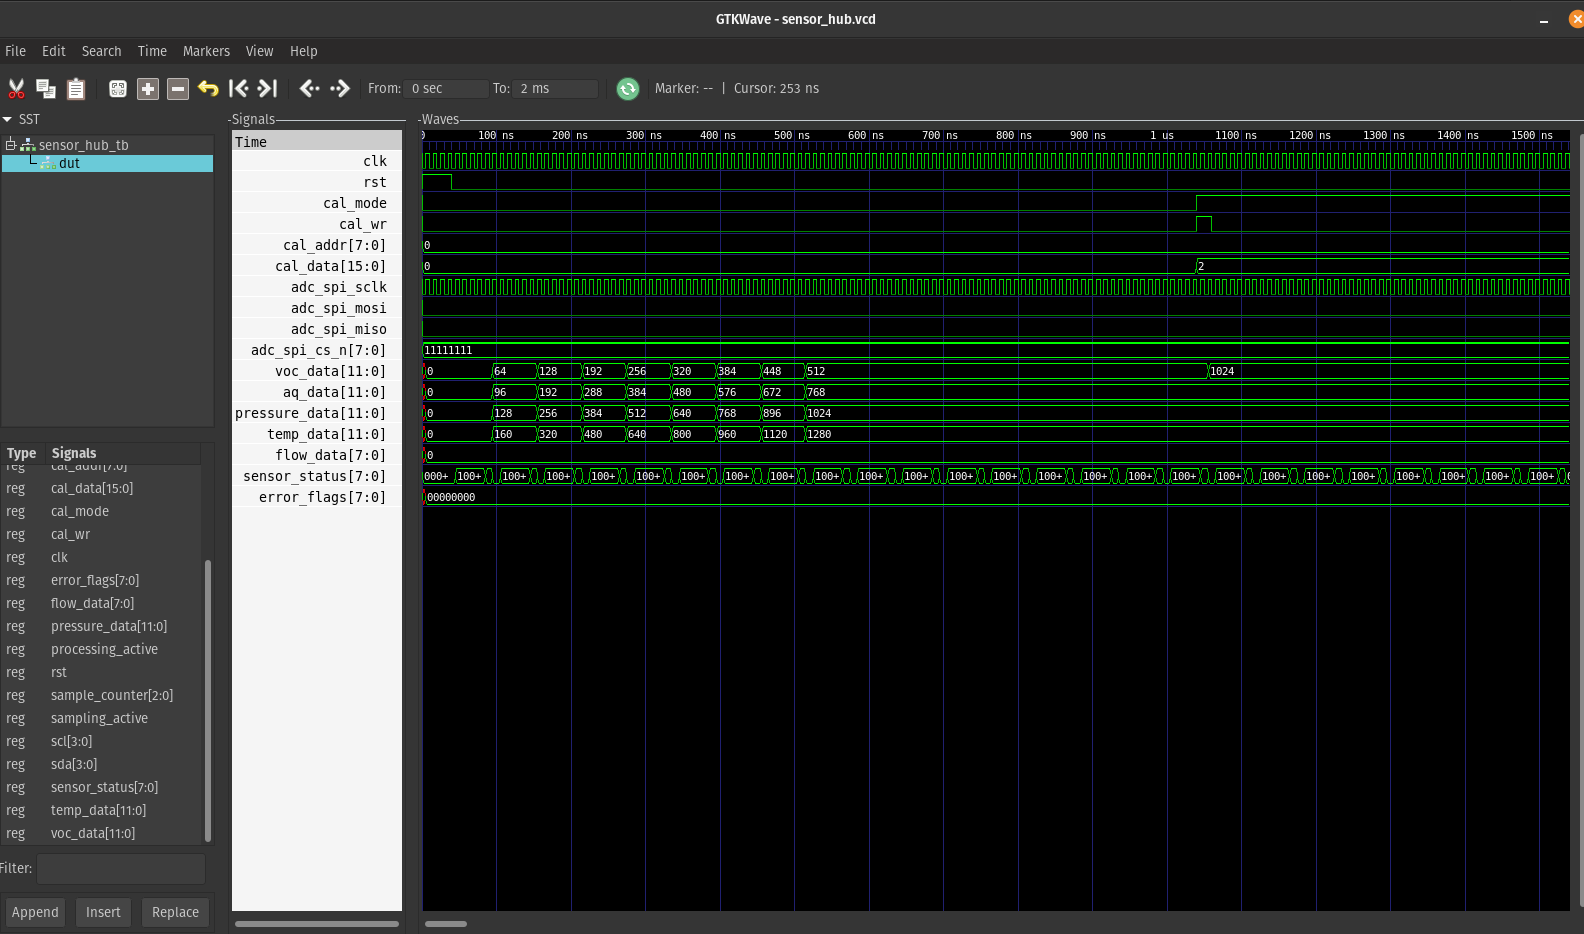 GTKWave - sensor_hub.vcd
File Edit Search Time Markers View Help
From: 0 sec To: 2 ms Marker: -- | Cursor: 253 ns
SST
sensor_hub_tb
dut
Type Signals
reg cal_addr[7:0]
reg cal_data[15:0]
reg cal_mode
reg cal_wr
reg clk
reg error_flags[7:0]
reg flow_data[7:0]
reg pressure_data[11:0]
reg processing_active
reg rst
reg sample_counter[2:0]
reg sampling_active
reg scl[3:0]
reg sda[3:0]
reg sensor_status[7:0]
reg temp_data[11:0]
reg voc_data[11:0]
Filter:
Append Insert Replace
Signals
Time
clk
rst
cal_mode
cal_wr
cal_addr[7:0]
cal_data[15:0]
adc_spi_sclk
adc_spi_mosi
adc_spi_miso
adc_spi_cs_n[7:0]
voc_data[11:0]
aq_data[11:0]
pressure_data[11:0]
temp_data[11:0]
flow_data[7:0]
sensor_status[7:0]
error_flags[7:0]
Waves
0 100 ns 200 ns 300 ns 400 ns 500 ns 600 ns 700 ns 800 ns 900 ns 1 us 1100 ns 1200 ns 1300 ns 1400 ns 1500 ns
0
0 2
11111111
0 64 128 192 256 320 384 448 512 1024
0 96 192 288 384 480 576 672 768
0 128 256 384 512 640 768 896 1024
0 160 320 480 640 800 960 1120 1280
0
000+ 100+ 100+ 100+ 100+ 100+ 100+ 100+ 100+ 100+ 100+ 100+ 100+ 100+ 100+ 100+ 100+ 100+ 100+ 100+ 100+ 100+ 100+ 100+ 100+ 100+
00000000